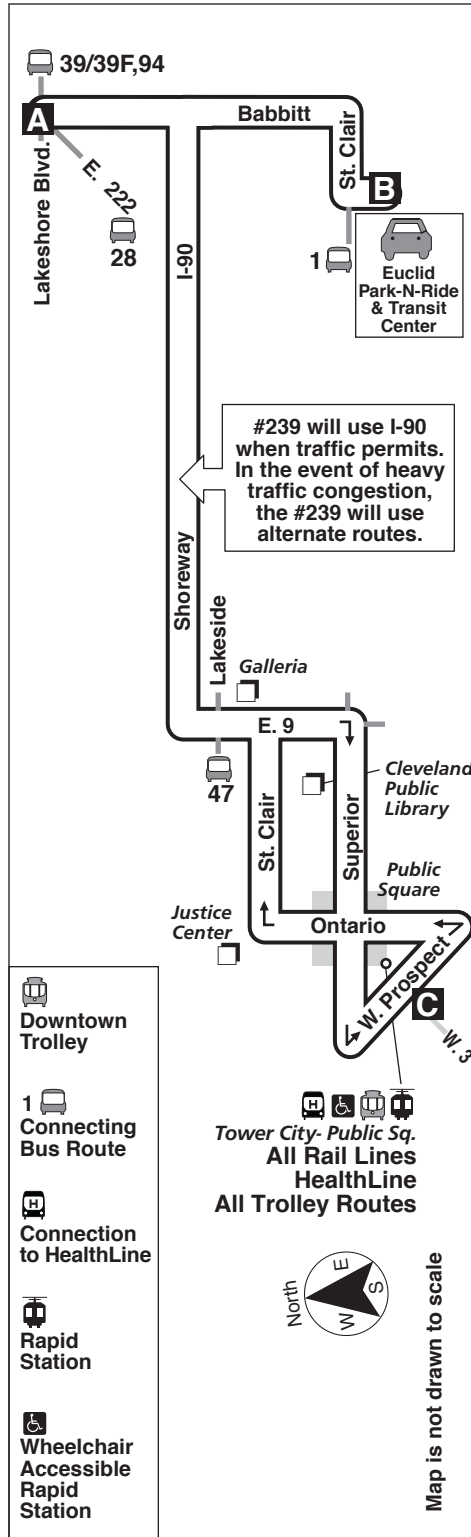 39/39F,94
A
Babbitt
Lakeshore Blvd.
E. 222
28
I-90
St. Clair
B
1
Euclid
Park-N-Ride
& Transit
Center
#239 will use I-90
when traffic permits.
In the event of heavy
traffic congestion,
the #239 will use
alternate routes.
Shoreway
Lakeside
Galleria
E. 9
47
St. Clair
Superior
Cleveland
Public
Library
Public
Square
Justice
Center
Ontario
W. Prospect
C
W. 3
H
Tower City- Public Sq.
All Rail Lines
HealthLine
All Trolley Routes
North
E
W
S
Map is not drawn to scale
Downtown
Trolley
1
Connecting
Bus Route
H
Connection
to HealthLine
Rapid
Station
Wheelchair
Accessible
Rapid
Station